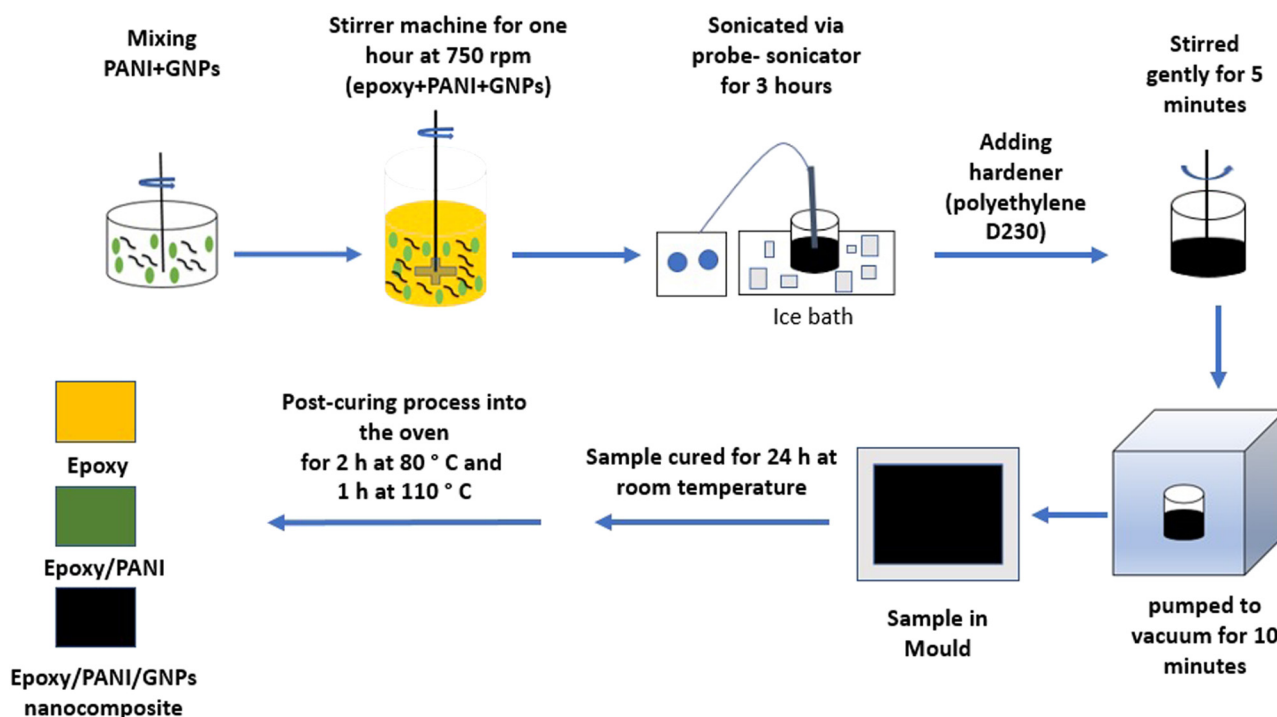 Mixing
PANI+GNPs
Stirrer machine for one
hour at 750 rpm
(epoxy+PANI+GNPs)
Sonicated via
probe- sonicator
for 3 hours
Ice bath
Adding
hardener
(polyethylene
D230)
Stirred
gently for 5
minutes
pumped to
vacuum for 10
minutes
Sample in
Mould
Sample cured for 24 h at
room temperature
Post-curing process into
the oven
for 2 h at 80 ° C and
1 h at 110 ° C
Epoxy
Epoxy/PANI
Epoxy/PANI/GNPs
nanocomposite